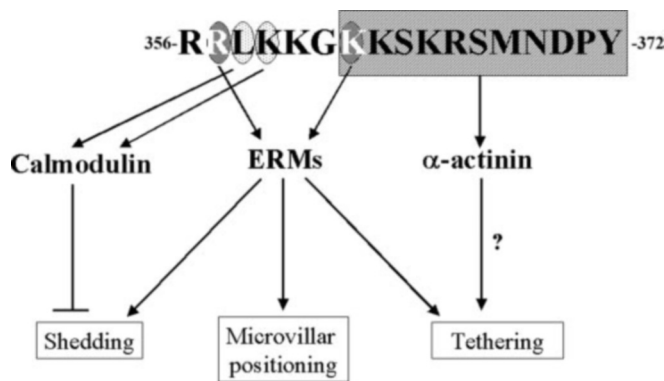 356-RRLKKGKKSKRSMNDPY-372
Calmodulin ERMs α-actinin
?
Shedding Microvillar positioning Tethering